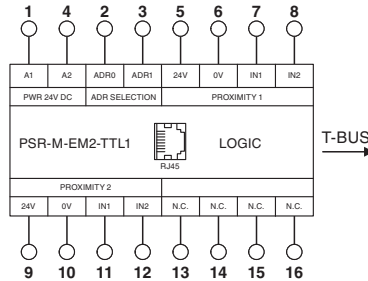 1 4 2 3 5 6 7 8
A1 A2 ADR0 ADR1 24V 0V IN1 IN2
PWR 24V DC ADR SELECTION PROXIMITY 1
PSR-M-EM2-TTL1 LOGIC T-BUS
RJ45
PROXIMITY 2
24V 0V IN1 IN2 N.C. N.C. N.C. N.C.
9 10 11 12 13 14 15 16